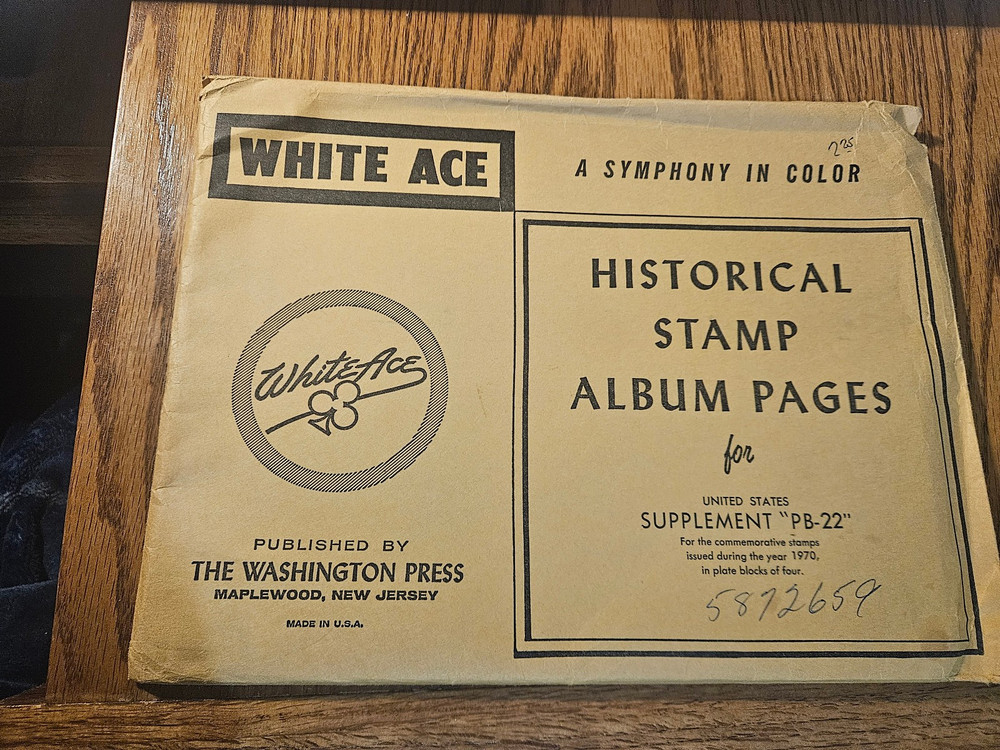 WHITE ACE
A SYMPHONY IN COLOR
2 25
White Ace
PUBLISHED BY
THE WASHINGTON PRESS
MAPLEWOOD, NEW JERSEY
MADE IN U.S.A.
HISTORICAL
STAMP
ALBUM PAGES
for
UNITED STATES
SUPPLEMENT "PB-22"
For the commemorative stamps
issued during the year 1970,
in plate blocks of four.
5872659